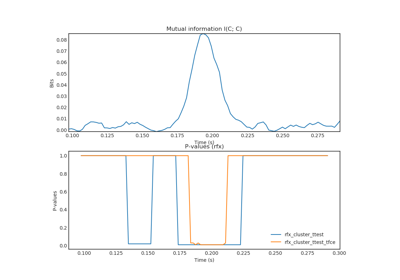 Mutual information I(C; C)
0.08
0.07
0.06
0.05
0.04
0.03
0.02
0.01
0.00
Bits
0.100 0.125 0.150 0.175 0.200 0.225 0.250 0.275
Time (s)
P-values (rfx)
1.0
0.8
0.6
0.4
0.2
0.0
P-values
rfx_cluster_ttest
rfx_cluster_ttest_tfce
0.100 0.125 0.150 0.175 0.200 0.225 0.250 0.275 0.300
Time (s)